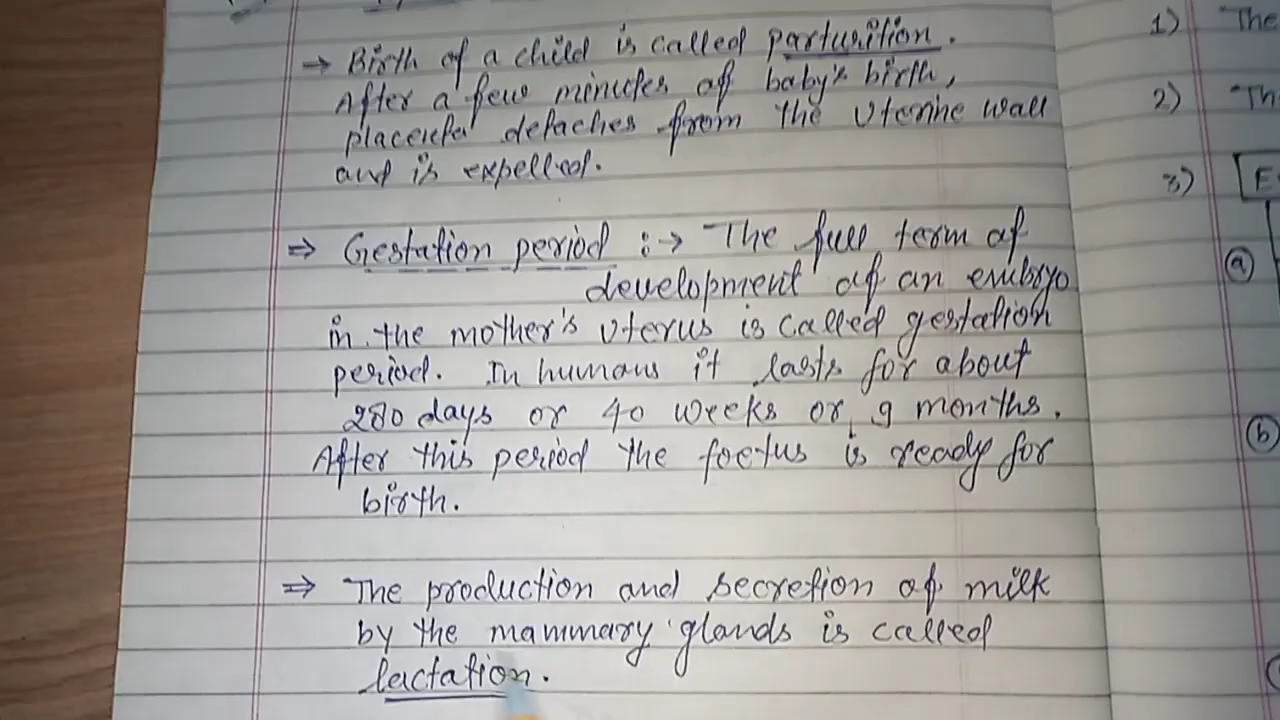 → Birth of a child is called parturition.
After a few minutes of baby's birth,
placenta detaches from the uterine wall
and is expelled.
⇒ Gestation period :→ The full term of
development of an embryo
in the mother's uterus is called gestation
period. In humans it lasts for about
280 days or 40 weeks or 9 months.
After this period the foetus is ready for
birth.
⇒ The production and secretion of milk
by the mammary glands is called
lactation.
1) The
2) Th
3) E
(a)
(b)